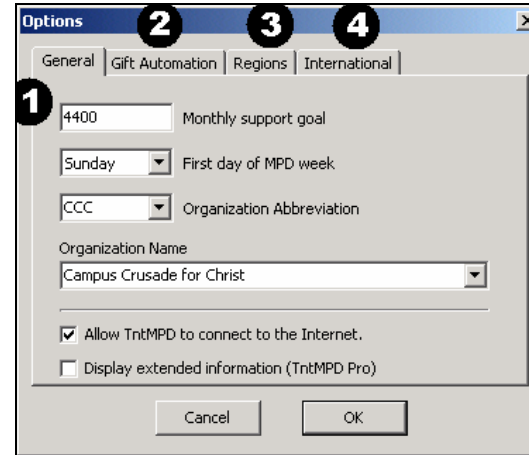 Options
2 3 4
General Gift Automation Regions International
1
4400 Monthly support goal
Sunday First day of MPD week
CCC Organization Abbreviation
Organization Name
Campus Crusade for Christ
Allow TntMPD to connect to the Internet.
Display extended information (TntMPD Pro)
Cancel OK